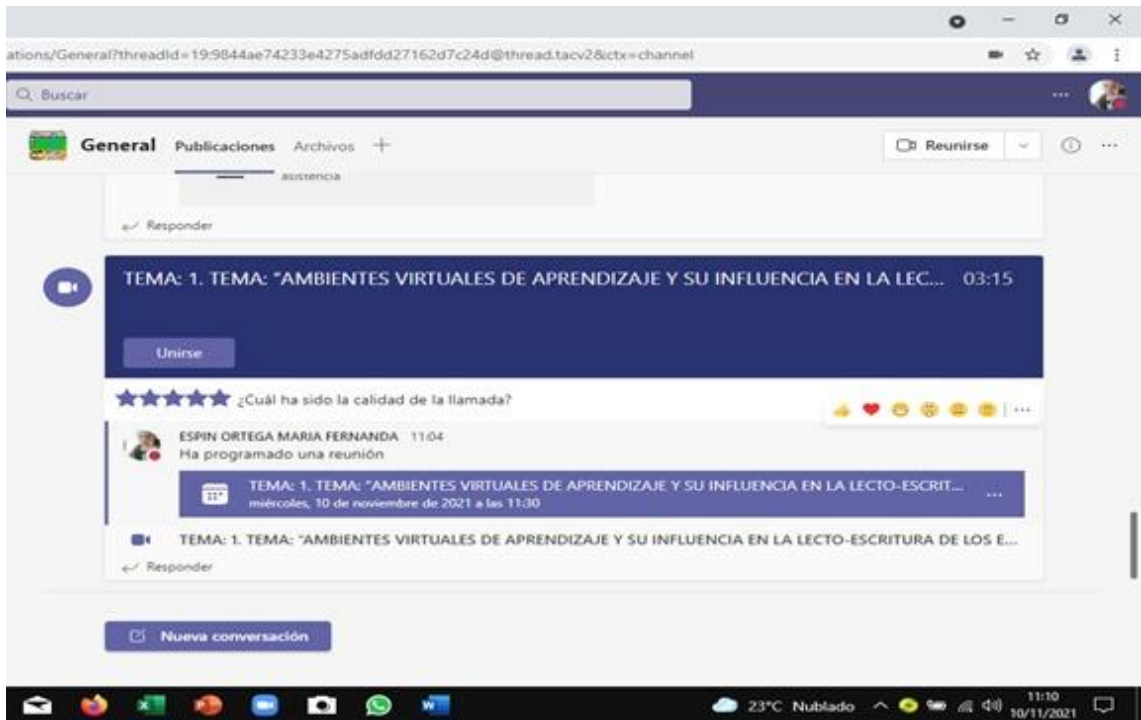 ations/General?threadId=19:9844ae74233e4275adfdd27162d7c24d@thread.tacv2&ctx=channel
Buscar
General Publicaciones Archivos + Reunirse
asistencia
Responder
TEMA: 1. TEMA: "AMBIENTES VIRTUALES DE APRENDIZAJE Y SU INFLUENCIA EN LA LEC... 03:15
Unirse
¿Cuál ha sido la calidad de la llamada?
ESPIN ORTEGA MARIA FERNANDA 11:04
Ha programado una reunión
TEMA: 1. TEMA: "AMBIENTES VIRTUALES DE APRENDIZAJE Y SU INFLUENCIA EN LA LECTO-ESCRIT...
miércoles, 10 de noviembre de 2021 a las 11:30
TEMA: 1. TEMA: "AMBIENTES VIRTUALES DE APRENDIZAJE Y SU INFLUENCIA EN LA LECTO-ESCRITURA DE LOS E...
Responder
Nueva conversación
23°C Nublado
11:10
10/11/2021